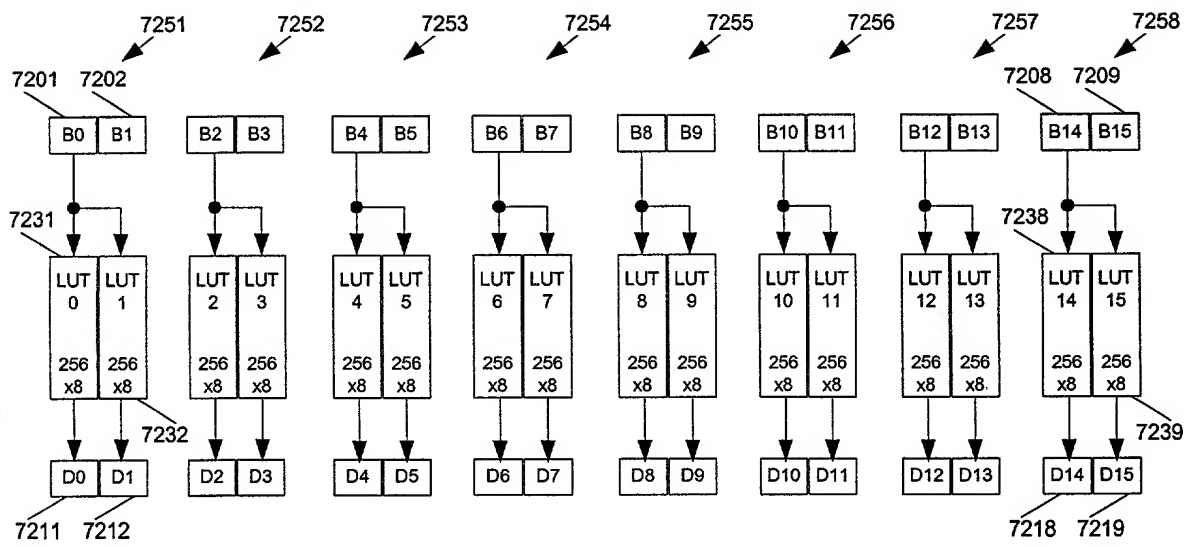 7251 7252 7253 7254 7255 7256 7257 7258
7201 7202 7208 7209
B0 B1 B2 B3 B4 B5 B6 B7 B8 B9 B10 B11 B12 B13 B14 B15
7231 7238
LUT LUT LUT LUT LUT LUT LUT LUT LUT LUT LUT LUT LUT LUT LUT LUT
0 1 2 3 4 5 6 7 8 9 10 11 12 13 14 15
256 256 256 256 256 256 256 256 256 256 256 256 256 256 256 256
x8 x8 x8 x8 x8 x8 x8 x8 x8 x8 x8 x8 x8 x8. x8 x8
7232 7239
D0 D1 D2 D3 D4 D5 D6 D7 D8 D9 D10 D11 D12 D13 D14 D15
7211 7212 7218 7219